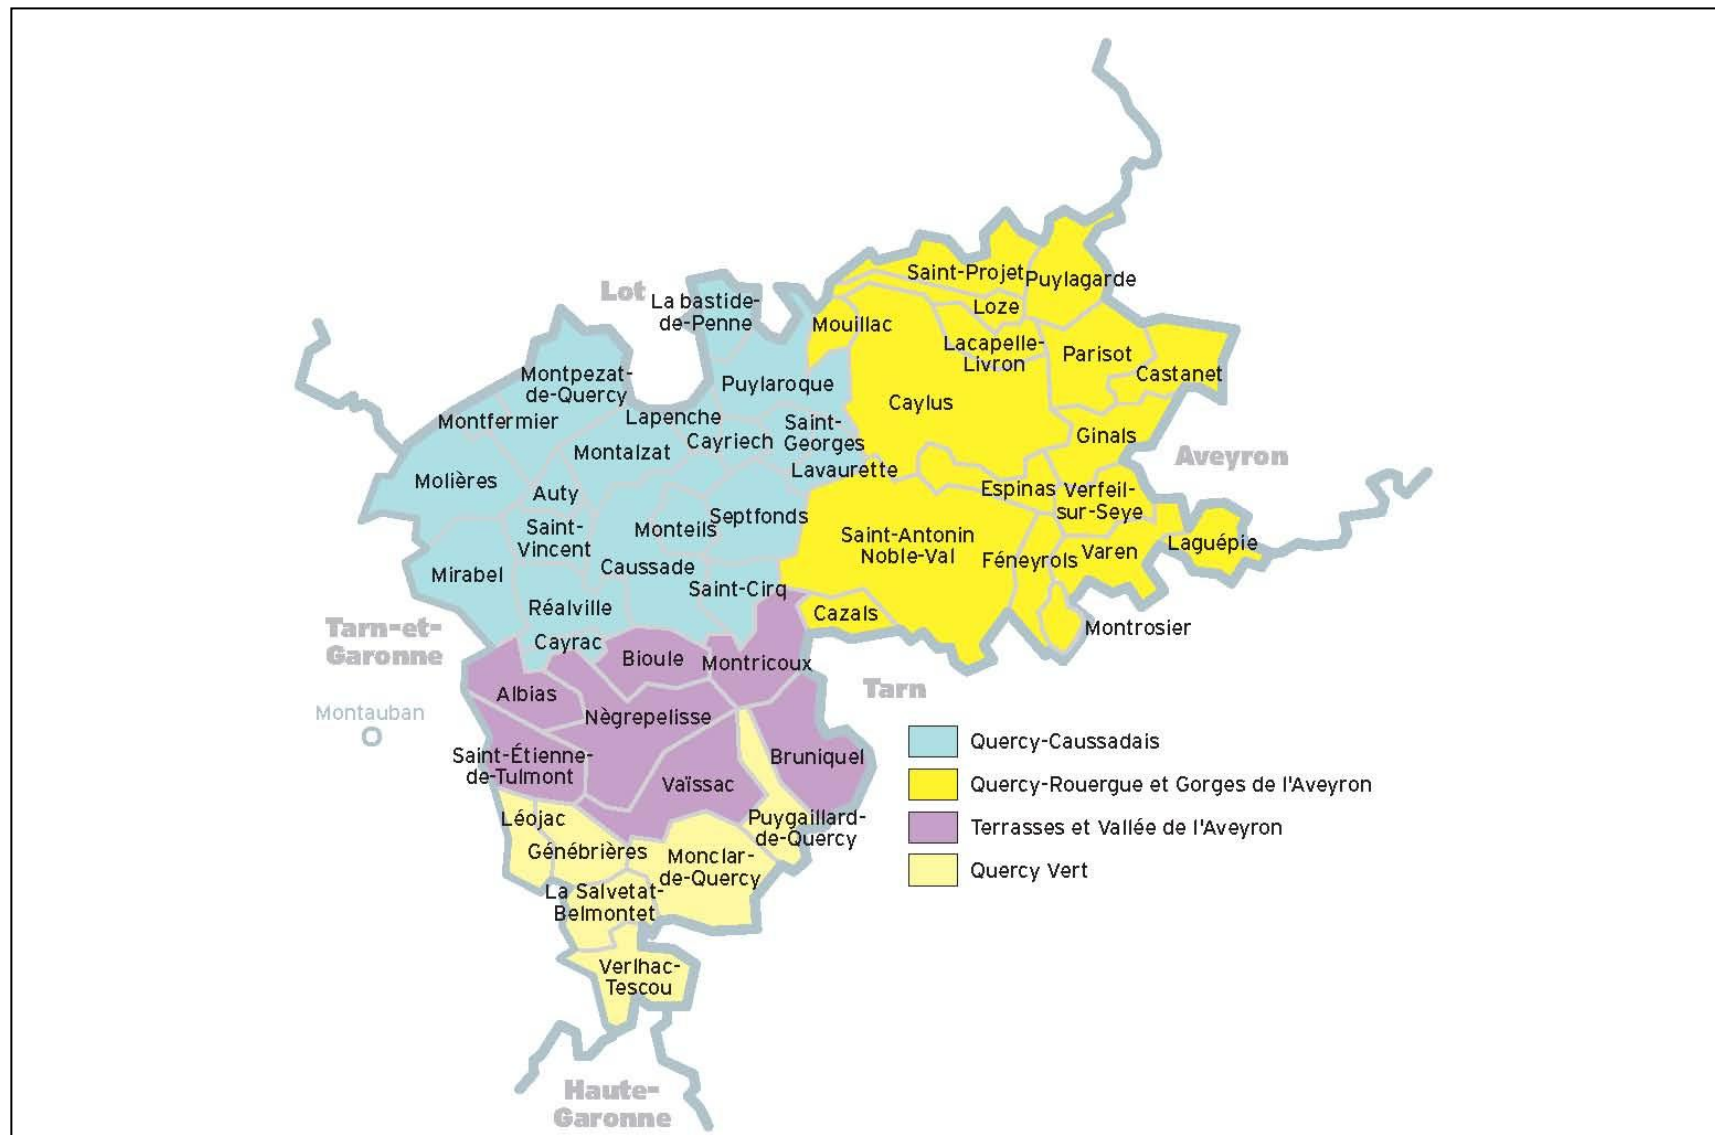 Saint-Projet
Puylagarde
Lot
La bastide-
de-Penne
Loze
Mouillac
Lacapelle-
Livron
Parisot
Castanet
Montpezat-
de-Quercy
Puylaroque
Caylus
Montfermier
Lapenche
Saint-
Georges
Cayriech
Ginals
Montalzat
Aveyron
Lavaurette
Molières
Auty
Espinas
Verfeil-
sur-Seye
Septfonds
Monteils
Saint-
Vincent
Saint-Antonin
Noble-Val
Laguépie
Varen
Féneyrols
Caussade
Mirabel
Saint-Cirq
Réalville
Cazals
Montrosier
Tarn-et-
Garonne
Cayrac
Bioule
Montricoux
Tarn
Albias
Montauban
Nègrepelisse
Saint-Étienne-
de-Tulmont
Bruniquel
Vaïssac
Quercy-Caussadais
Quercy-Rouergue et Gorges de l'Aveyron
Terrasses et Vallée de l'Aveyron
Quercy Vert
Léojac
Puygaillard-
de-Quercy
Génébrières
Monclar-
de-Quercy
La Salvetat-
Belmontet
Verlhac-
Tescou
Haute-
Garonne